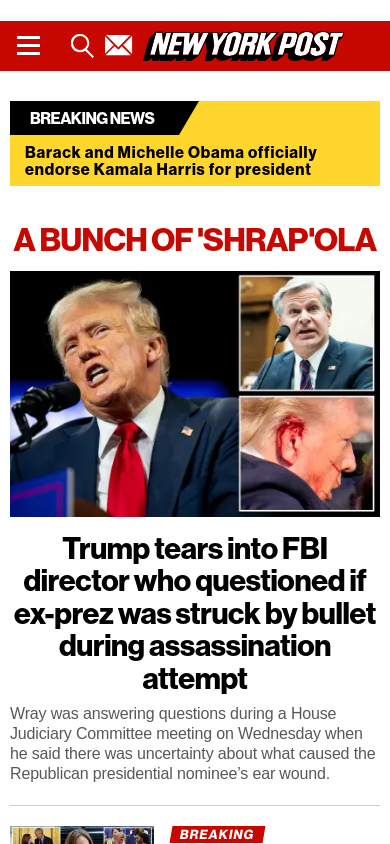 NEW YORK POST
BREAKING NEWS
Barack and Michelle Obama officially
endorse Kamala Harris for president
A BUNCH OF 'SHRAP'OLA
Trump tears into FBI
director who questioned if
ex-prez was struck by bullet
during assassination
attempt
Wray was answering questions during a House
Judiciary Committee meeting on Wednesday when
he said there was uncertainty about what caused the
Republican presidential nominee’s ear wound.
BREAKING